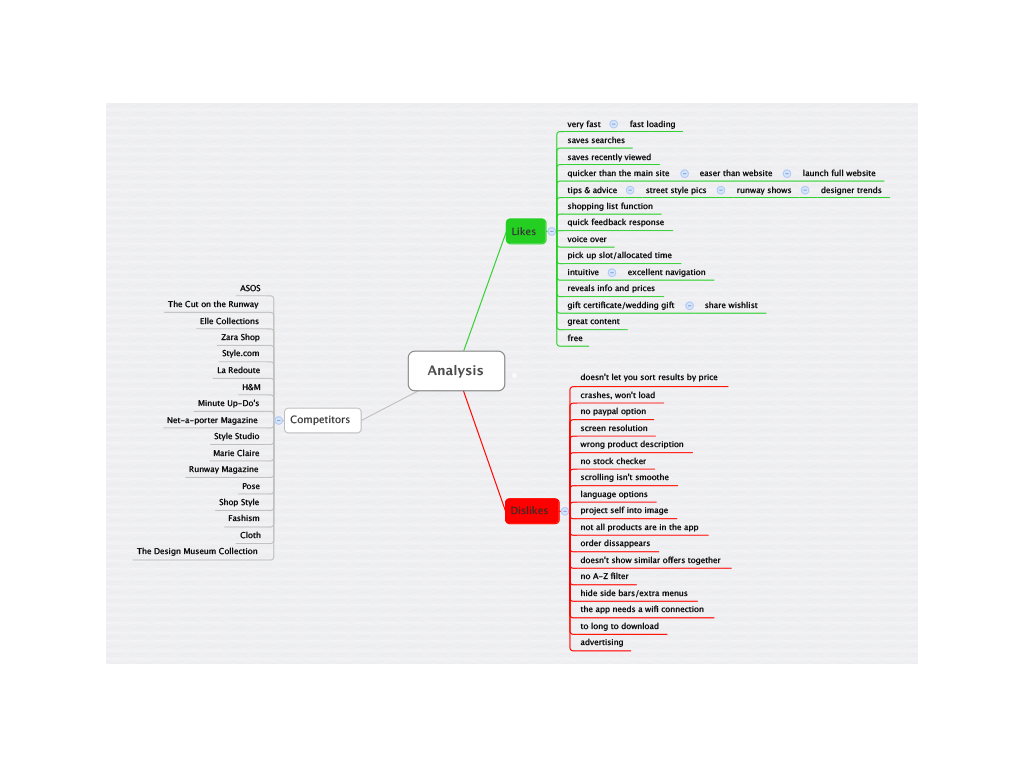 very fast fast loading
saves searches
saves recently viewed
quicker than the main site easer than website launch full website
tips & advice street style pics runway shows designer trends
shopping list function
quick feedback response
Likes
voice over
pick up slot/allocated time
intuitive excellent navigation
reveals info and prices
gift certificate/wedding gift share wishlist
great content
free
Analysis
doesn't let you sort results by price
crashes, won't load
no paypal option
screen resolution
wrong product description
no stock checker
scrolling isn't smoothe
language options
Dislikes
project self into image
not all products are in the app
order dissappears
doesn't show similar offers together
no A-Z filter
hide side bars/extra menus
the app needs a wifi connection
to long to download
advertising
Competitors
ASOS
The Cut on the Runway
Elle Collections
Zara Shop
Style.com
La Redoute
H&M
Minute Up-Do's
Net-a-porter Magazine
Style Studio
Marie Claire
Runway Magazine
Pose
Shop Style
Fashism
Cloth
The Design Museum Collection